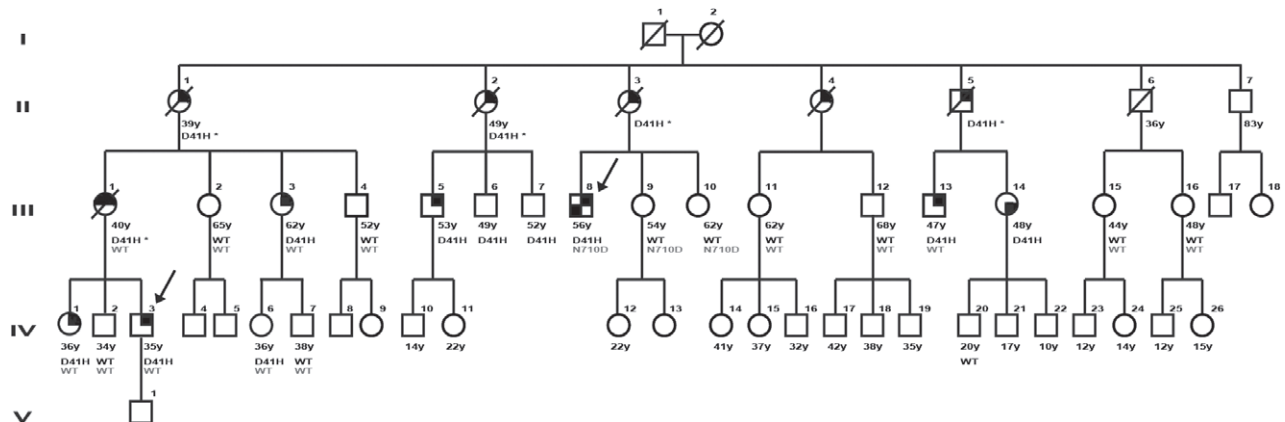 1 2
I
1 2 3 4 5 6 7
II
39y 49y D41H * D41H * 36y 83y
D41H * D41H *
1 2 3 4 5 6 7 8 9 10 11 12 13 14 15 16 17 18
III
40y 65y 62y 52y 53y 49y 52y 56y 54y 62y 62y 68y 47y 48y 44y 48y
D41H * WT D41H WT D41H D41H D41H D41H WT WT WT WT D41H D41H WT WT
WT WT WT WT N710D N710D N710D WT WT WT WT WT
1 2 3 4 5 6 7 8 9 10 11 12 13 14 15 16 17 18 19 20 21 22 23 24 25 26
IV
36y 34y 35y 36y 38y 14y 22y 22y 41y 37y 32y 42y 38y 35y 20y 17y 10y 12y 14y 12y 15y
D41H WT D41H D41H WT WT
WT WT WT WT WT
1
V